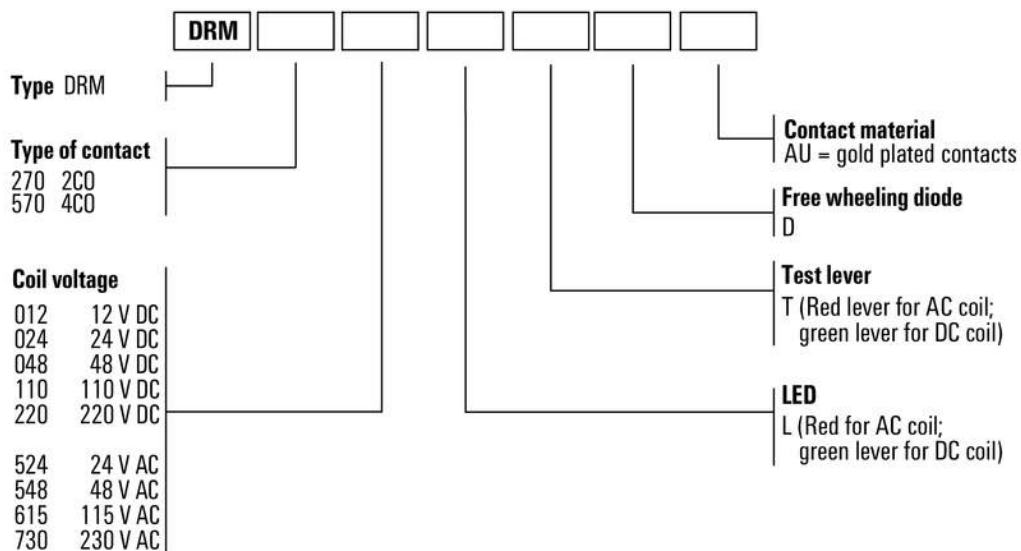 DRM
Type DRM
Type of contact
270 2CO
570 4CO
Coil voltage
012 12 V DC
024 24 V DC
048 48 V DC
110 110 V DC
220 220 V DC
524 24 V AC
548 48 V AC
615 115 V AC
730 230 V AC
Contact material
AU = gold plated contacts
Free wheeling diode
D
Test lever
T (Red lever for AC coil;
green lever for DC coil)
LED
L (Red for AC coil;
green lever for DC coil)